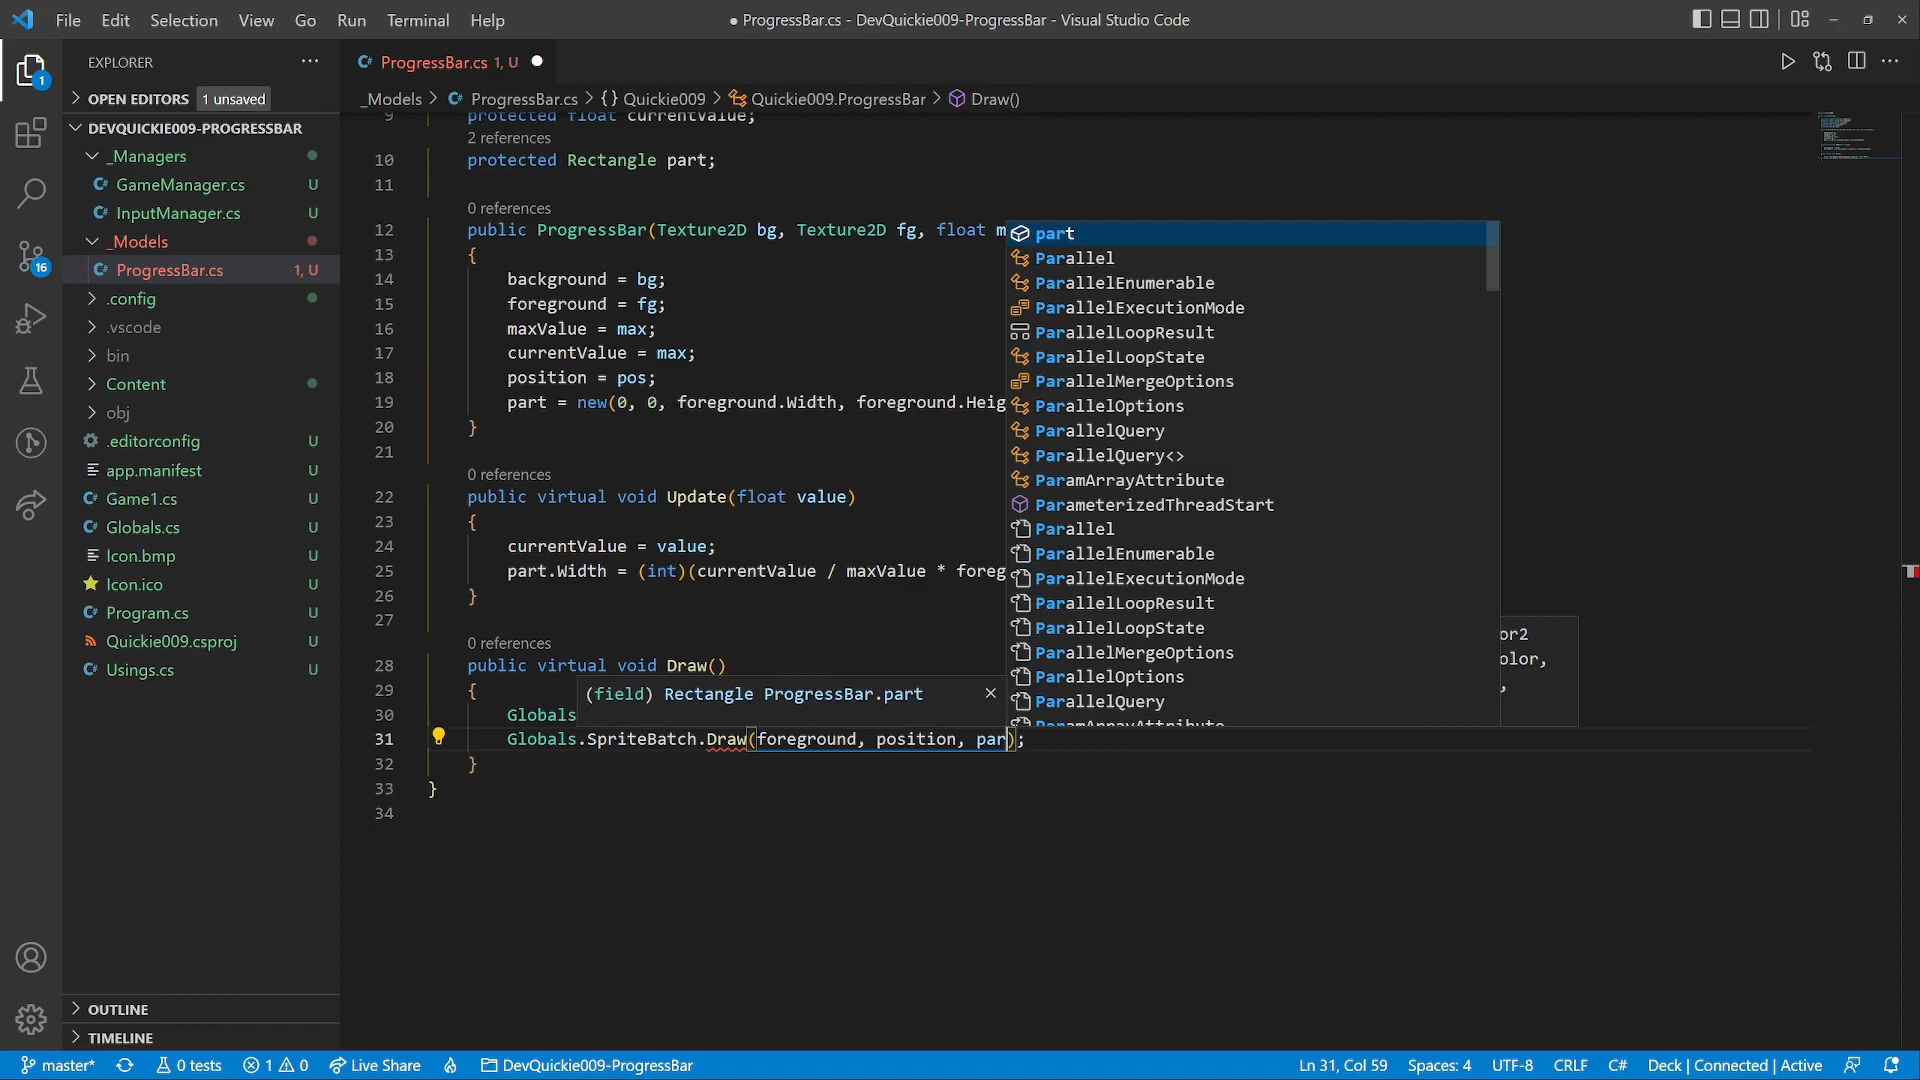 File Edit Selection View Go Run Terminal Help
● ProgressBar.cs - DevQuickie009-ProgressBar - Visual Studio Code
EXPLORER
OPEN EDITORS 1 unsaved
DEVQUICKIE009-PROGRESSBAR
_Managers
GameManager.cs U
InputManager.cs U
_Models
ProgressBar.cs 1, U
.config
.vscode
bin
Content
obj
.editorconfig U
app.manifest U
Game1.cs U
Globals.cs U
Icon.bmp U
Icon.ico U
Program.cs U
Quickie009.csproj U
Usings.cs U
OUTLINE
TIMELINE
1
16
ProgressBar.cs 1, U
_Models > ProgressBar.cs > {} Quickie009 > Quickie009.ProgressBar > Draw()
9 protected float currentValue;
2 references
10 protected Rectangle part;
11
0 references
12 public ProgressBar(Texture2D bg, Texture2D fg, float m
13 {
14 background = bg;
15 foreground = fg;
16 maxValue = max;
17 currentValue = max;
18 position = pos;
19 part = new(0, 0, foreground.Width, foreground.Heig
20 }
21
0 references
22 public virtual void Update(float value)
23 {
24 currentValue = value;
25 part.Width = (int)(currentValue / maxValue * foreg
26 }
27
0 references
28 public virtual void Draw()
29 {
30 Globals
31 Globals.SpriteBatch.Draw(foreground, position, par);
32 }
33 }
34
(field) Rectangle ProgressBar.part
part
Parallel
ParallelEnumerable
ParallelExecutionMode
ParallelLoopResult
ParallelLoopState
ParallelMergeOptions
ParallelOptions
ParallelQuery
ParallelQuery<>
ParamArrayAttribute
ParameterizedThreadStart
Parallel
ParallelEnumerable
ParallelExecutionMode
ParallelLoopResult
ParallelLoopState
ParallelMergeOptions
ParallelOptions
ParallelQuery
ParamArrayAttribute
or2
olor,
,
master* 0 tests 1 0 Live Share DevQuickie009-ProgressBar
Ln 31, Col 59 Spaces: 4 UTF-8 CRLF C# Deck | Connected | Active